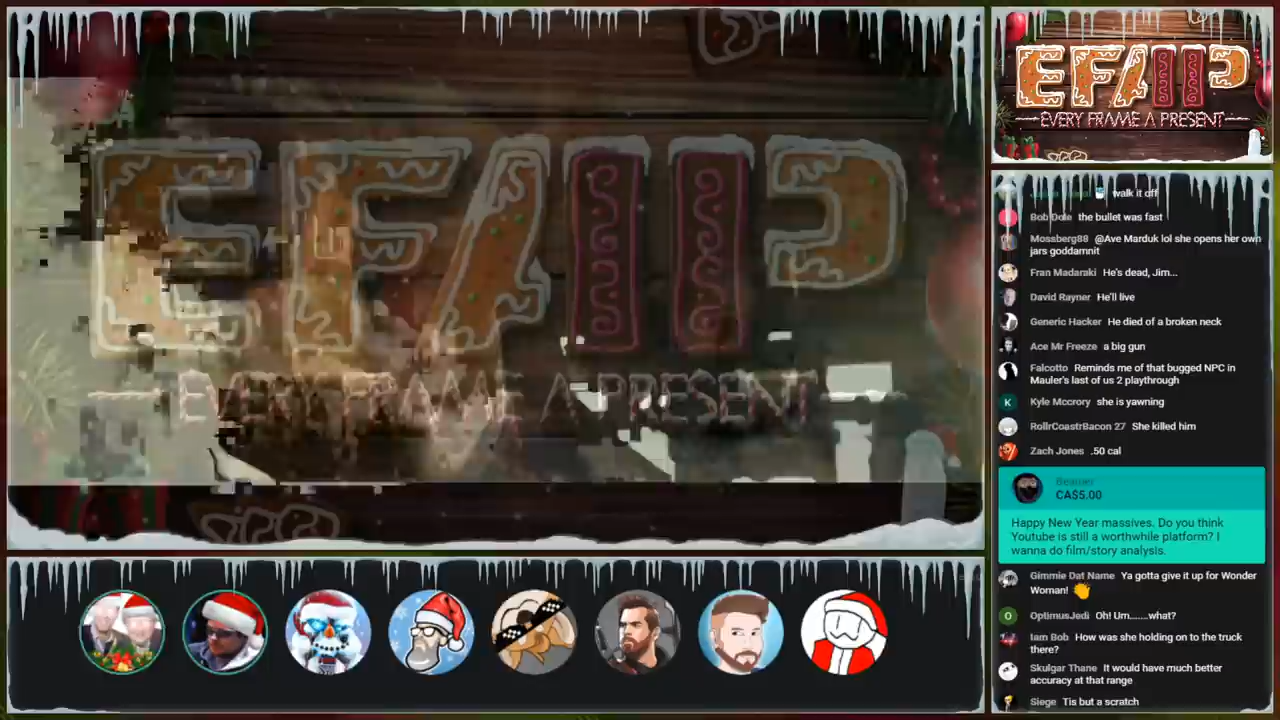 EFAP
EVERY FRAME A PRESENT
EFAP
EVERY FRAME A PRESENT
walk it off
Bob Dole the bullet was fast
Mossberg88 @Ave Marduk lol she opens her own
jars goddamnit
Fran Madaraki He's dead, Jim...
David Rayner He'll live
Generic Hacker He died of a broken neck
Ace Mr Freeze a big gun
Falcotto Reminds me of that bugged NPC in
Mauler's last of us 2 playthrough
K Kyle Mccrory she is yawning
RollrCoastrBacon 27 She killed him
Zach Jones .50 cal
CA$5.00
Happy New Year massives. Do you think
Youtube is still a worthwhile platform? I
wanna do film/story analysis.
Gimmie Dat Name Ya gotta give it up for Wonder
Woman! 👏
O OptimusJedi Oh! Um.......what?
Iam Bob How was she holding on to the truck
there?
Skulgar Thane It would have much better
accuracy at that range
Siege Tis but a scratch